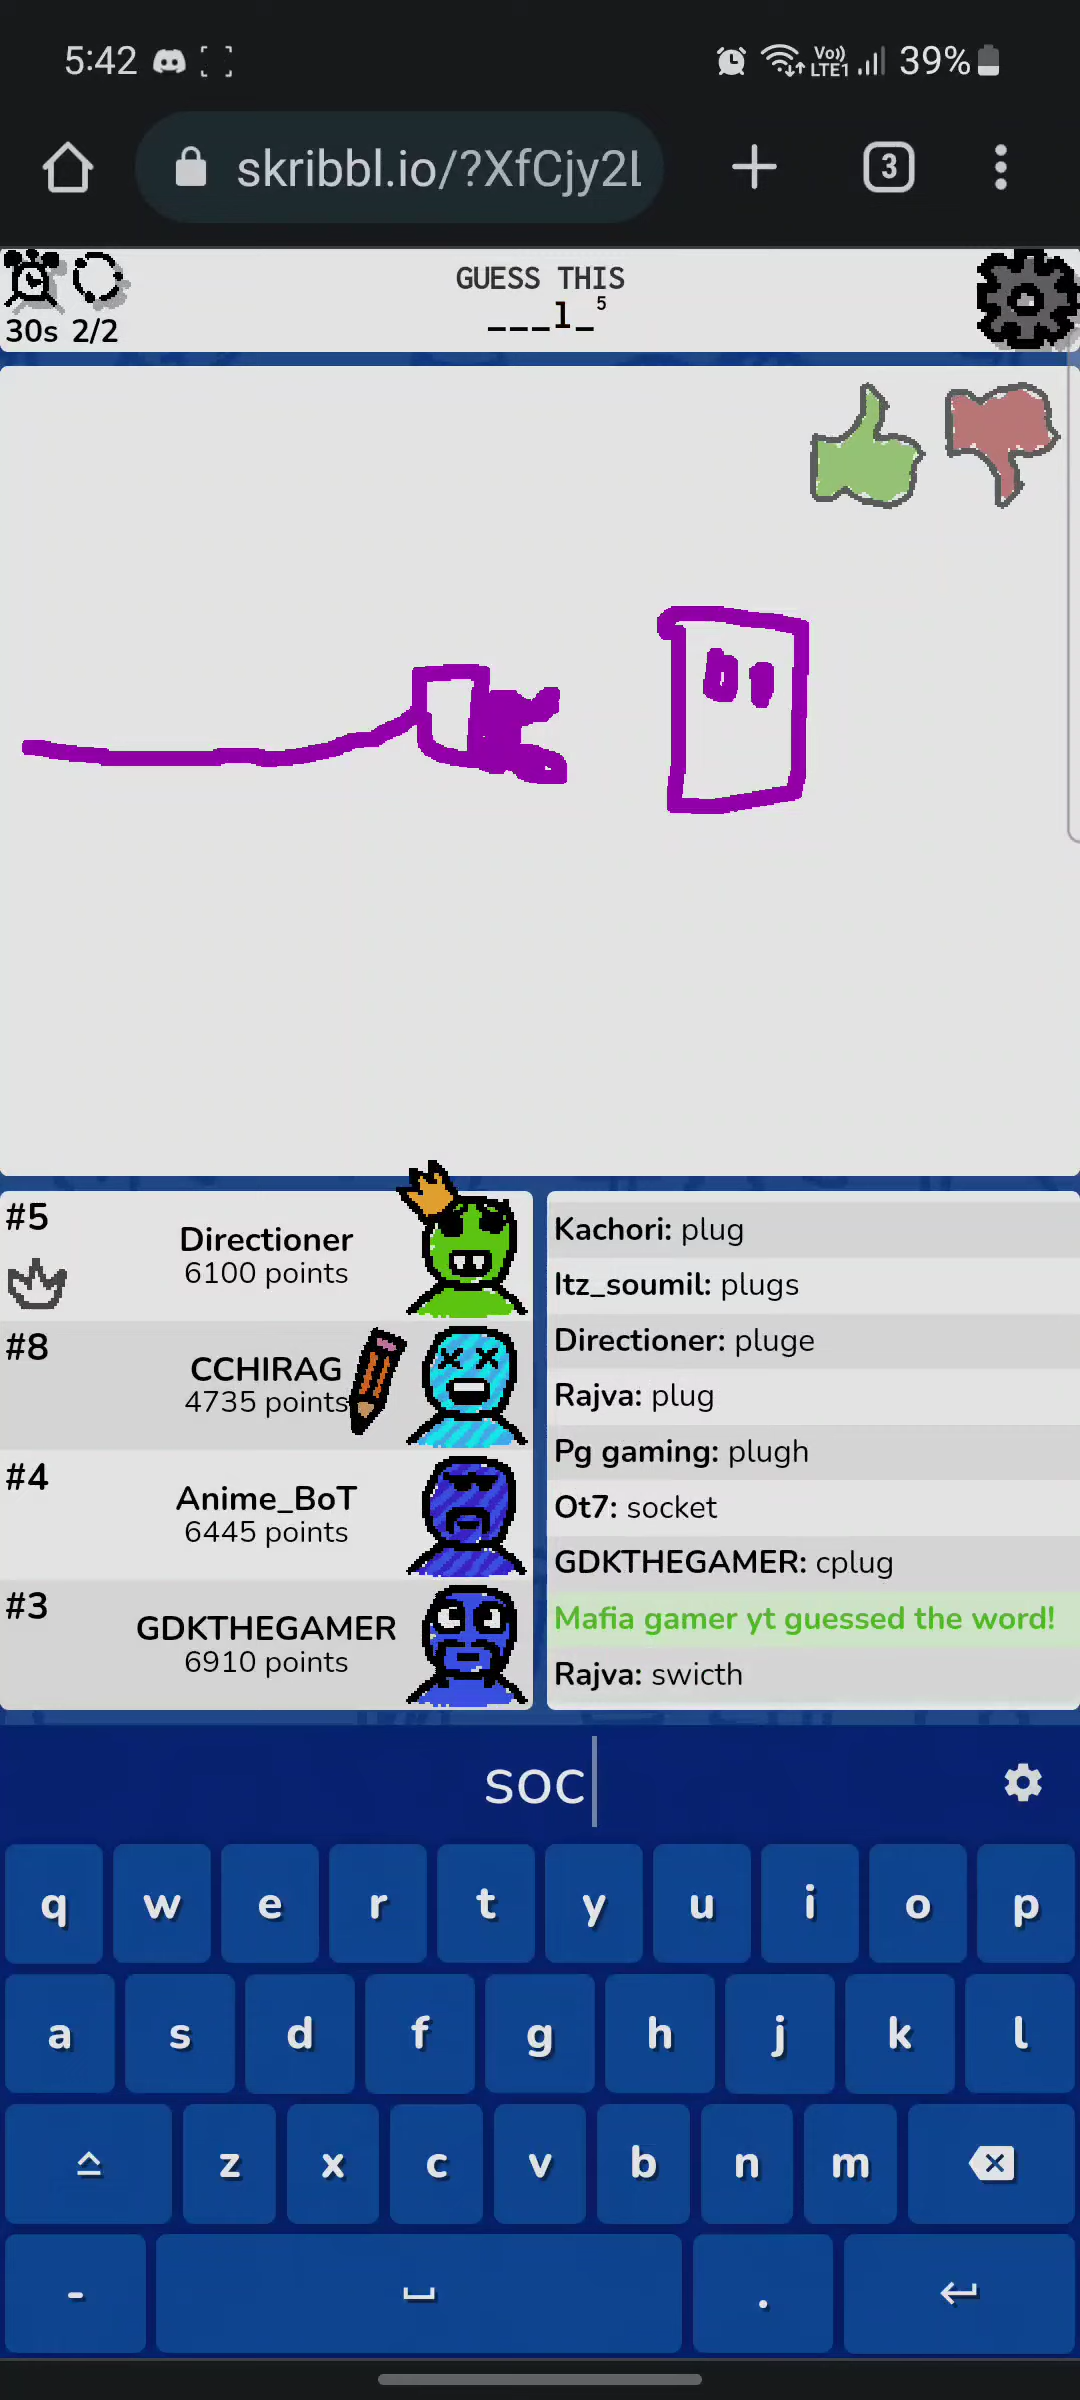 5:42
Vo)) LTE1 39%
skribbl.io/?XfCjy2l
3
GUESS THIS
___l_ 5
30s 2/2
#5
Directioner
6100 points
#8
CCHIRAG
4735 points
#4
Anime_BoT
6445 points
#3
GDKTHEGAMER
6910 points
Kachori: plug
Itz_soumil: plugs
Directioner: pluge
Rajva: plug
Pg gaming: plugh
Ot7: socket
GDKTHEGAMER: cplug
Mafia gamer yt guessed the word!
Rajva: swicth
soc
q w e r t y u i o p
a s d f g h j k l
z x c v b n m
- .